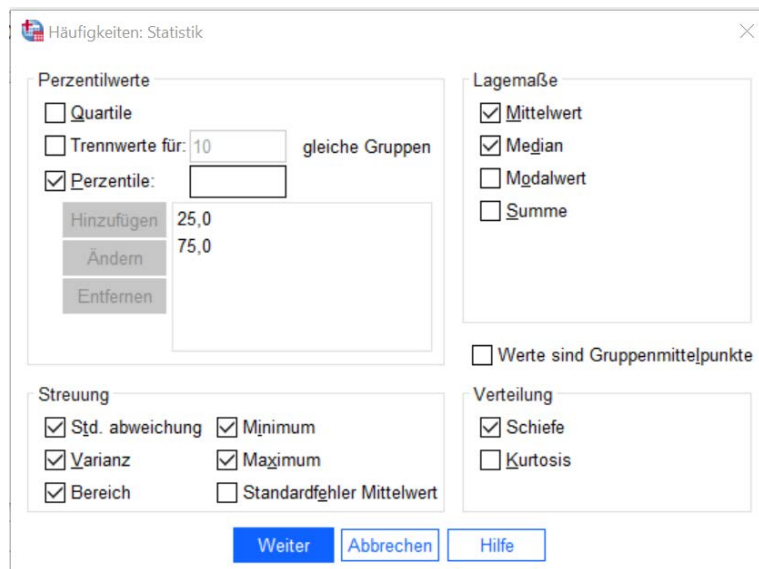 Häufigkeiten: Statistik
Perzentilwerte
Quartile
Trennwerte für: 10 gleiche Gruppen
Perzentile:
Hinzufügen
Ändern
Entfernen
25,0
75,0
Lagemaße
Mittelwert
Median
Modalwert
Summe
Werte sind Gruppenmittelpunkte
Streuung
Std. abweichung
Minimum
Varianz
Maximum
Bereich
Standardfehler Mittelwert
Verteilung
Schiefe
Kurtosis
Weiter
Abbrechen
Hilfe